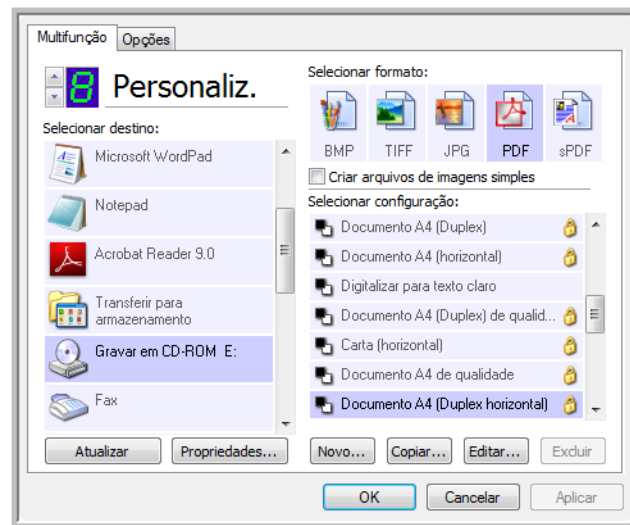 Multifunção
Opções
8
Personaliz.
Selecionar destino:
Microsoft WordPad
Notepad
Acrobat Reader 9.0
Transferir para
armazenamento
Gravar em CD-ROM E:
Fax
Atualizar
Propriedades...
Selecionar formato:
BMP
TIFF
JPG
PDF
sPDF
Criar arquivos de imagens simples
Selecionar configuração:
Documento A4 (Duplex)
Documento A4 (horizontal)
Digitalizar para texto claro
Documento A4 (Duplex) de qualid...
Carta (horizontal)
Documento A4 de qualidade
Documento A4 (Duplex horizontal)
Novo...
Copiar...
Editar...
Excluir
OK
Cancelar
Aplicar